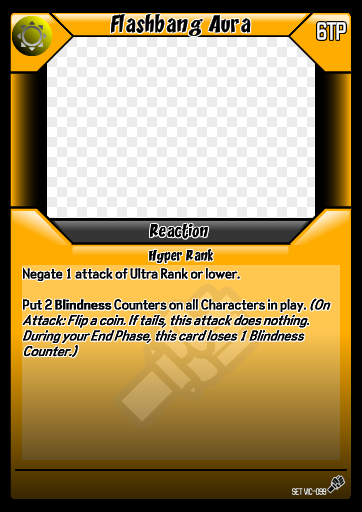 Flashbang Aura
6TP
Reaction
Hyper Rank
Negate 1 attack of Ultra Rank or lower.
Put 2 Blindness Counters on all Characters in play. (On
Attack: Flip a coin. If tails, this attack does nothing.
During your End Phase, this card loses 1 Blindness
Counter.)
SET VIC-099